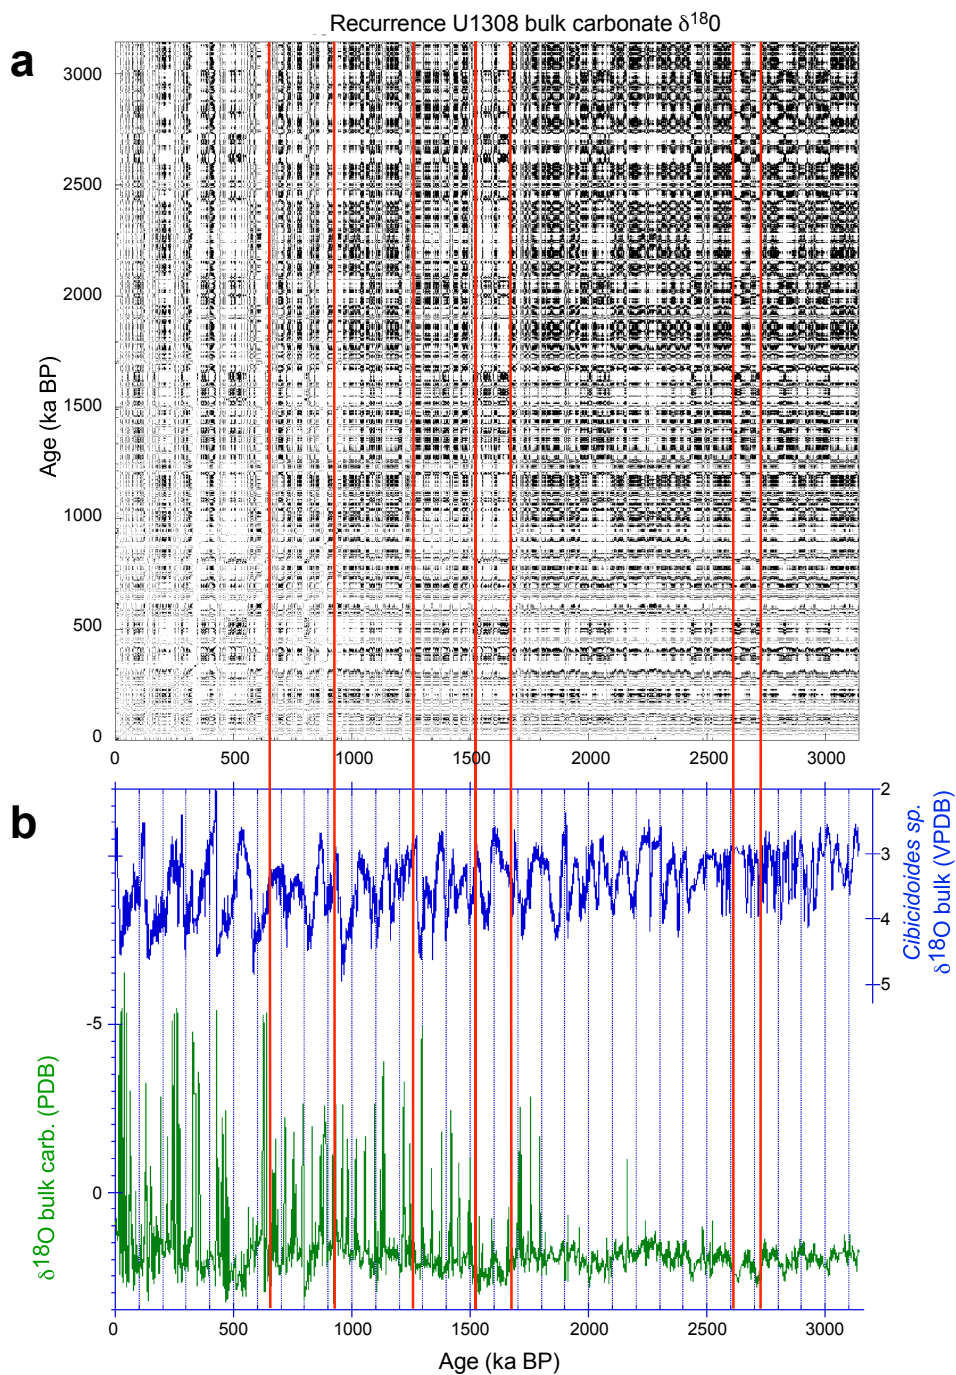 Recurrence U1308 bulk carbonate δ¹⁸0
a
3000
2500
2000
1500
1000
500
0
Age (ka BP)
0 500 1000 1500 2000 2500 3000
b
2
3
4
5
Cibicidoides sp.
δ¹⁸O bulk (VPDB)
-5
0
δ¹⁸O bulk carb. (PDB)
0 500 1000 1500 2000 2500 3000
Age (ka BP)